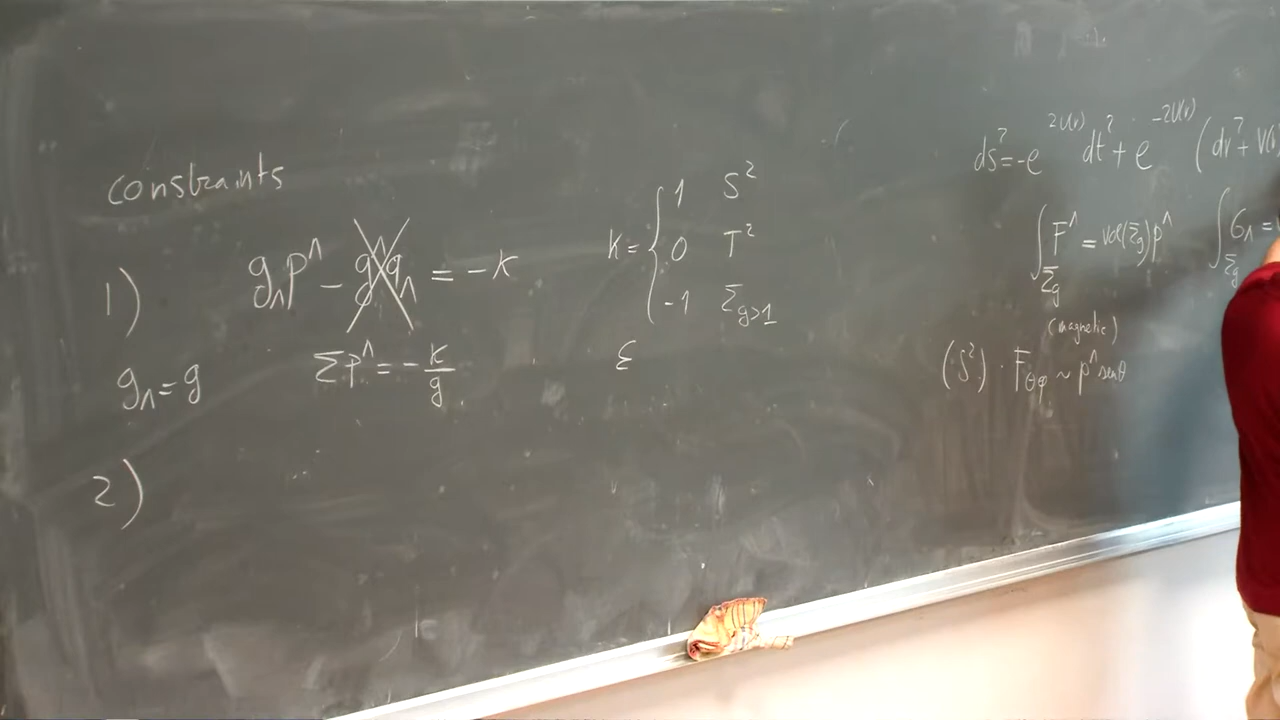 constraints
1) g_Λ p^Λ − g^Λ q_Λ = −κ
κ = { 1 S²
0 T²
-1 Σ_{g>1}
g_Λ = g Σ p^Λ = − κ/g
ε
2)
ds² = -e^{2U(r)} dt² + e^{-2U(r)} (dr² + V(
∫_{Σ_g} F^Λ = vol(Σ_g) p^Λ ∫_{Σ_g} G_Λ =
(magnetic)
(S²) · F_{θφ} ~ p^Λ senθ